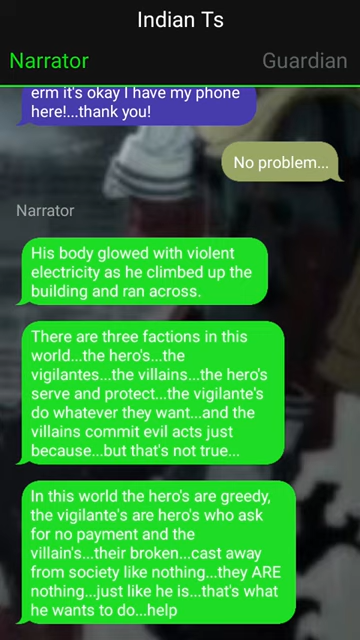 Indian Ts
Narrator
Guardian
erm it's okay I have my phone
here!...thank you!
No problem...
Narrator
His body glowed with violent
electricity as he climbed up the
building and ran across.
There are three factions in this
world...the hero's...the
vigilantes...the villains...the hero's
serve and protect...the vigilante's
do whatever they want...and the
villains commit evil acts just
because...but that's not true...
In this world the hero's are greedy,
the vigilante's are hero's who ask
for no payment and the
villain's...their broken...cast away
from society like nothing...they ARE
nothing...just like he is...that's what
he wants to do...help